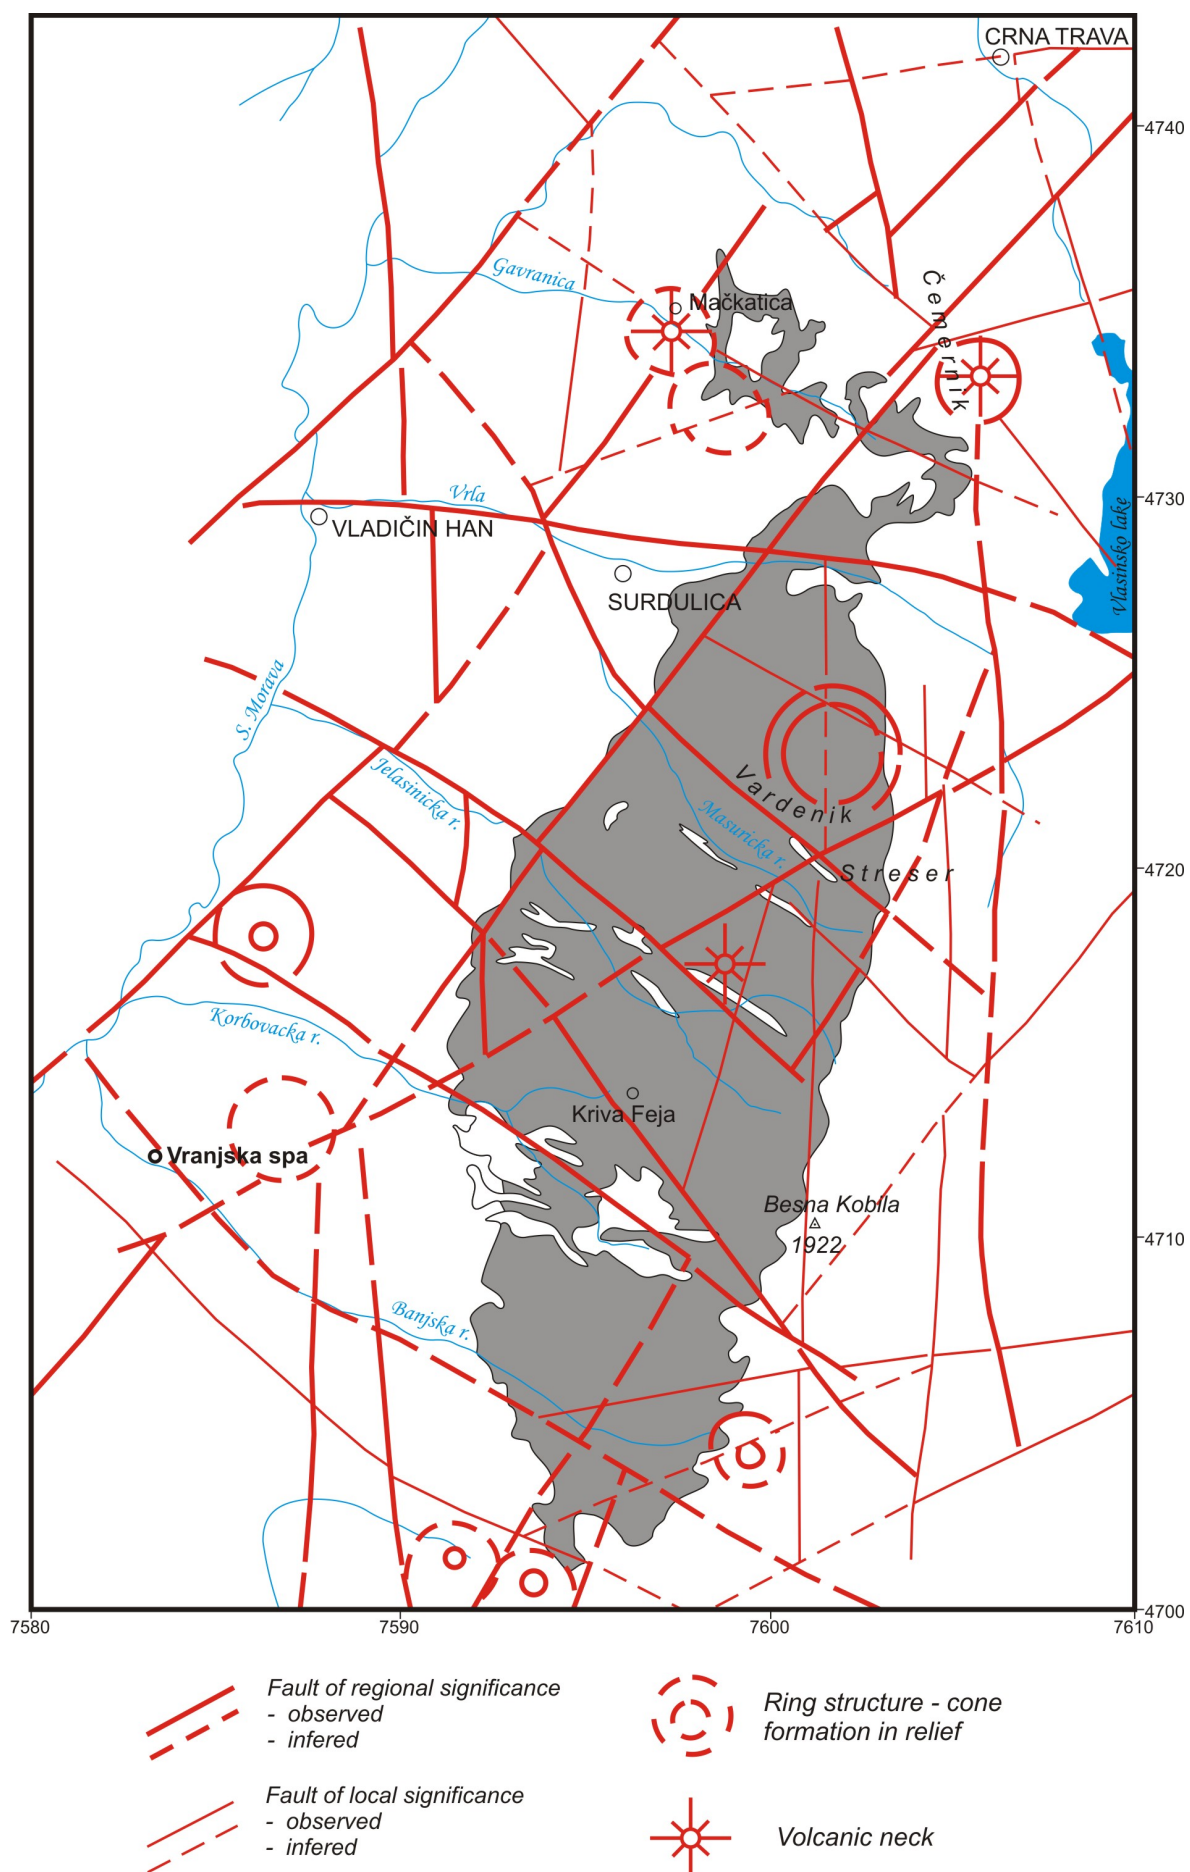 CRNA TRAVA
4740
Gavranica
Mačkatica
Čemernik
4730
Vrla
VLADIČIN HAN
Vlasinsko lake
SURDULICA
S. Morava
Jelasinicka r.
Vardenik
Masuricka r.
Streser
4720
Korbovacka r.
Kriva Feja
Vranjska spa
Besna Kobila
1922
4710
Banjska r.
4700
7580
7590
7600
7610
Fault of regional significance
- observed
- infered
Ring structure - cone
formation in relief
Fault of local significance
- observed
- infered
Volcanic neck